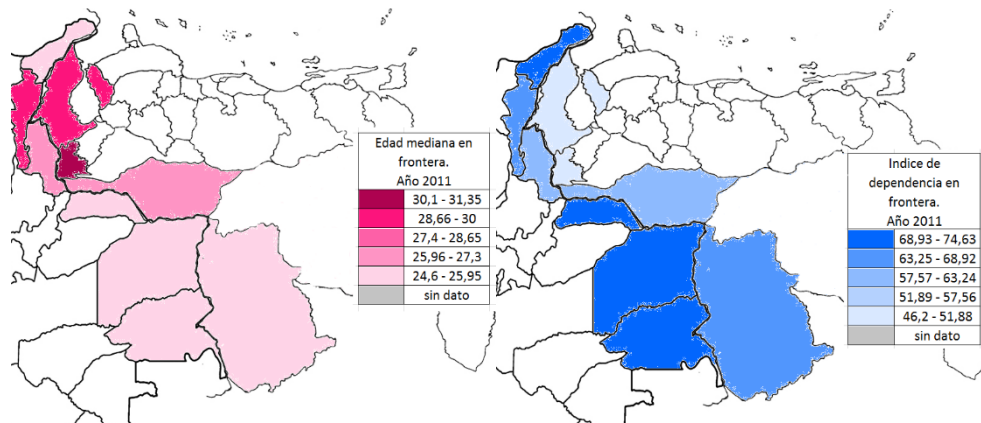 Edad mediana en
frontera.
Año 2011
30,1 - 31,35
28,66 - 30
27,4 - 28,65
25,96 - 27,3
24,6 - 25,95
sin dato
Indice de
dependencia en
frontera.
Año 2011
68,93 - 74,63
63,25 - 68,92
57,57 - 63,24
51,89 - 57,56
46,2 - 51,88
sin dato